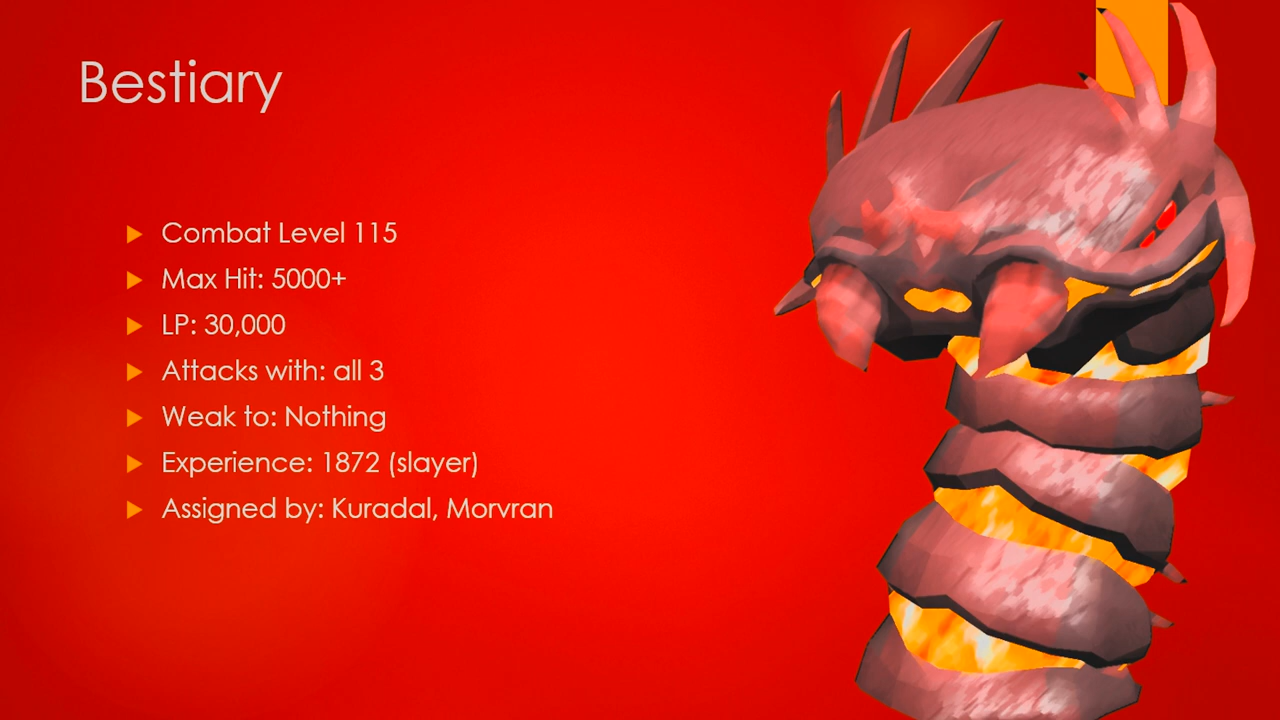 Bestiary
Combat Level 115
Max Hit: 5000+
LP: 30,000
Attacks with: all 3
Weak to: Nothing
Experience: 1872 (slayer)
Assigned by: Kuradal, Morvran